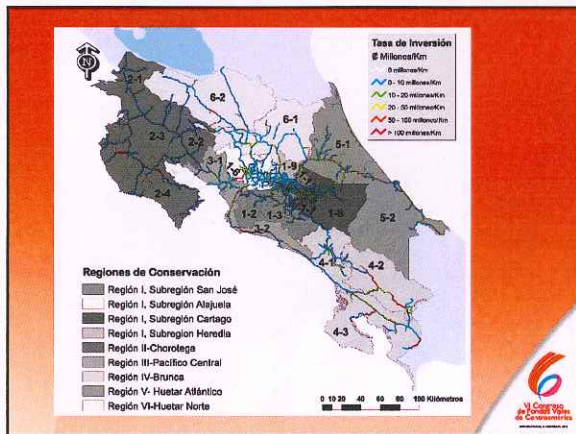 N
Tasa de Inversión
₡ Millones/Km
0 millones/Km
0 - 10 millones/Km
10 - 20 millones/Km
20 - 50 millones/Km
50 - 100 millones/Km
> 100 millones/Km
2-1
6-2
6-1
2-3
2-2
5-1
3-1
1-9
2-4
1-2
1-3
1-8
5-2
3-2
4-1
4-2
4-3
Regiones de Conservación
Región I, Subregión San José
Región I, Subregión Alajuela
Región I, Subregión Cartago
Región I, Subregión Heredia
Región II-Chorotega
Región III-Pacífico Central
Región IV-Brunca
Región V- Huetar Atlántico
Región VI-Huetar Norte
0 10 20 40 60 80 100 Kilómetros
VI Congreso
de Fondos Viales
de Centroamérica